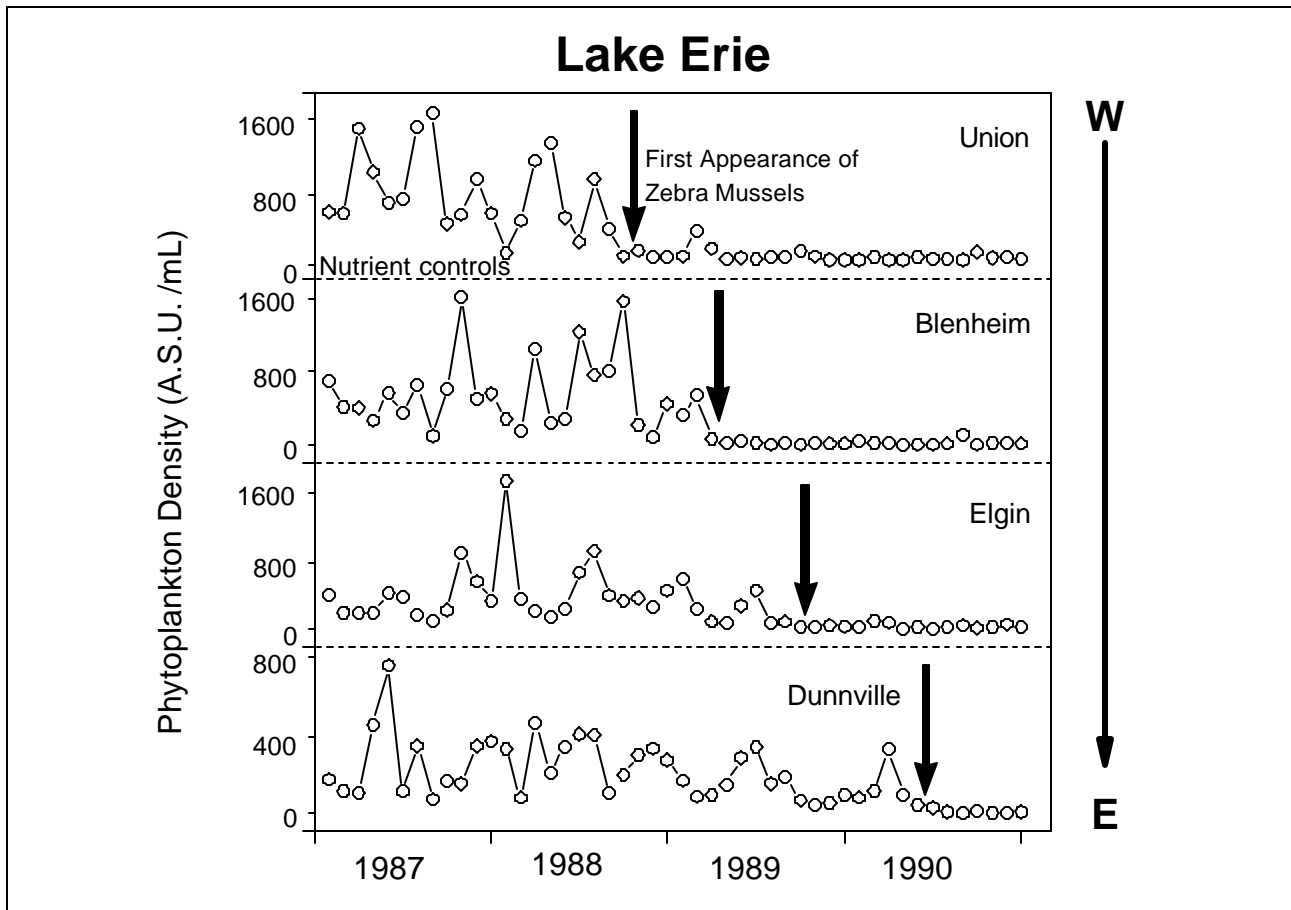 Lake Erie
Phytoplankton Density (A.S.U. /mL)
1600
800
0
Union
First Appearance of
Zebra Mussels
Nutrient controls
1600
800
0
Blenheim
1600
800
0
Elgin
800
400
0
Dunnville
1987 1988 1989 1990
W
E